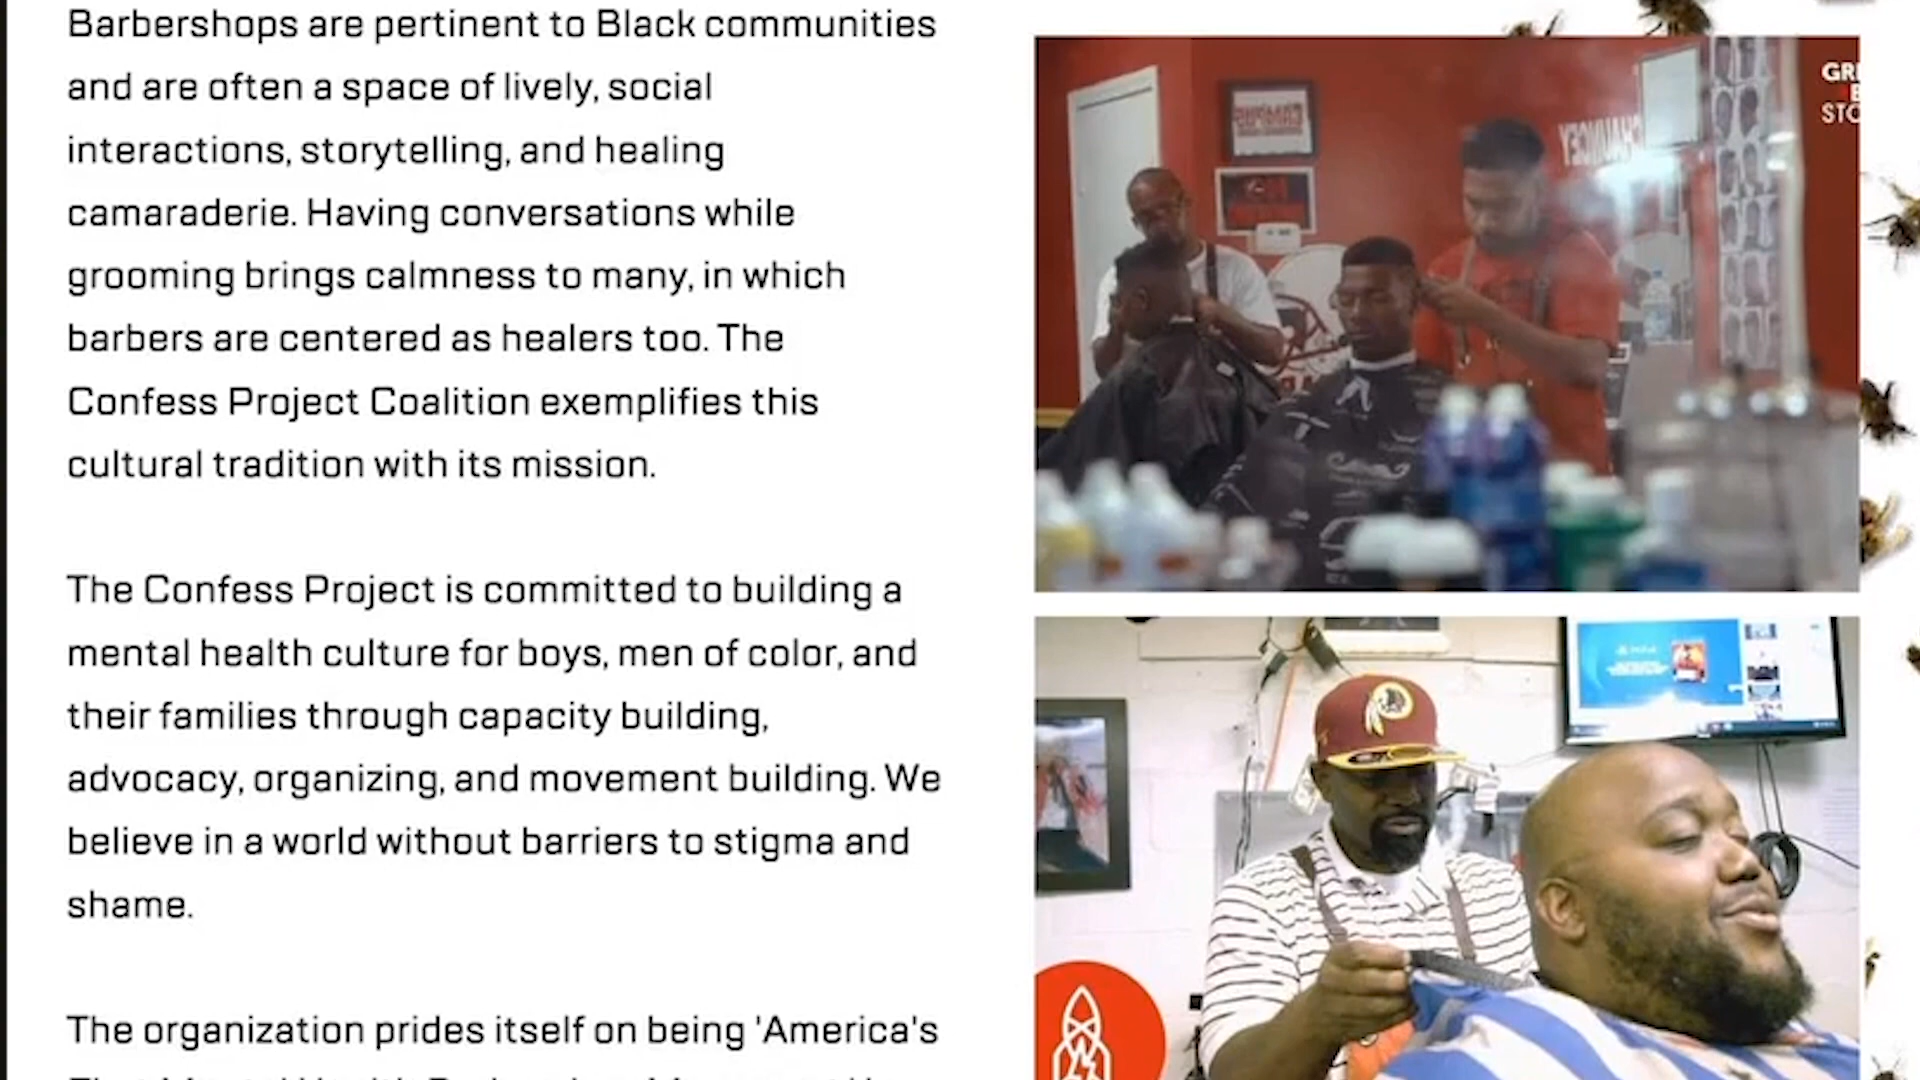 Barbershops are pertinent to Black communities
and are often a space of lively, social
interactions, storytelling, and healing
camaraderie. Having conversations while
grooming brings calmness to many, in which
barbers are centered as healers too. The
Confess Project Coalition exemplifies this
cultural tradition with its mission.
The Confess Project is committed to building a
mental health culture for boys, men of color, and
their families through capacity building,
advocacy, organizing, and movement building. We
believe in a world without barriers to stigma and
shame.
The organization prides itself on being 'America's
GR
STO
CHAUNCEY